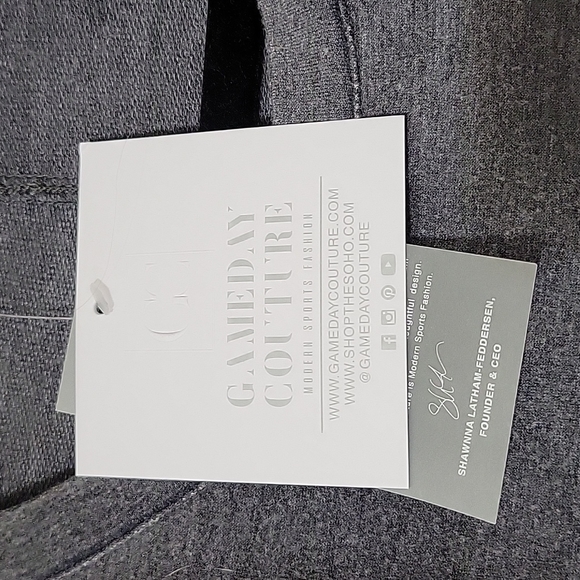 GAMEDAY
COUTURE
MODERN SPORTS FASHION
WWW.GAMEDAYCOUTURE.COM
WWW.SHOPTHESOHO.COM
@GAMEDAYCOUTURE
design.
is Modern Sports Fashion.
SHAWNNA LATHAM-FEDDERSEN,
FOUNDER & CEO